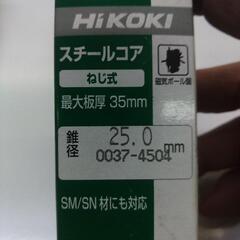 HiKOKI
スチールコア
ねじ式
磁気ボール盤
最大板厚 35mm
錐径 25.0 mm
0037-4504
SM/SN 材にも対応